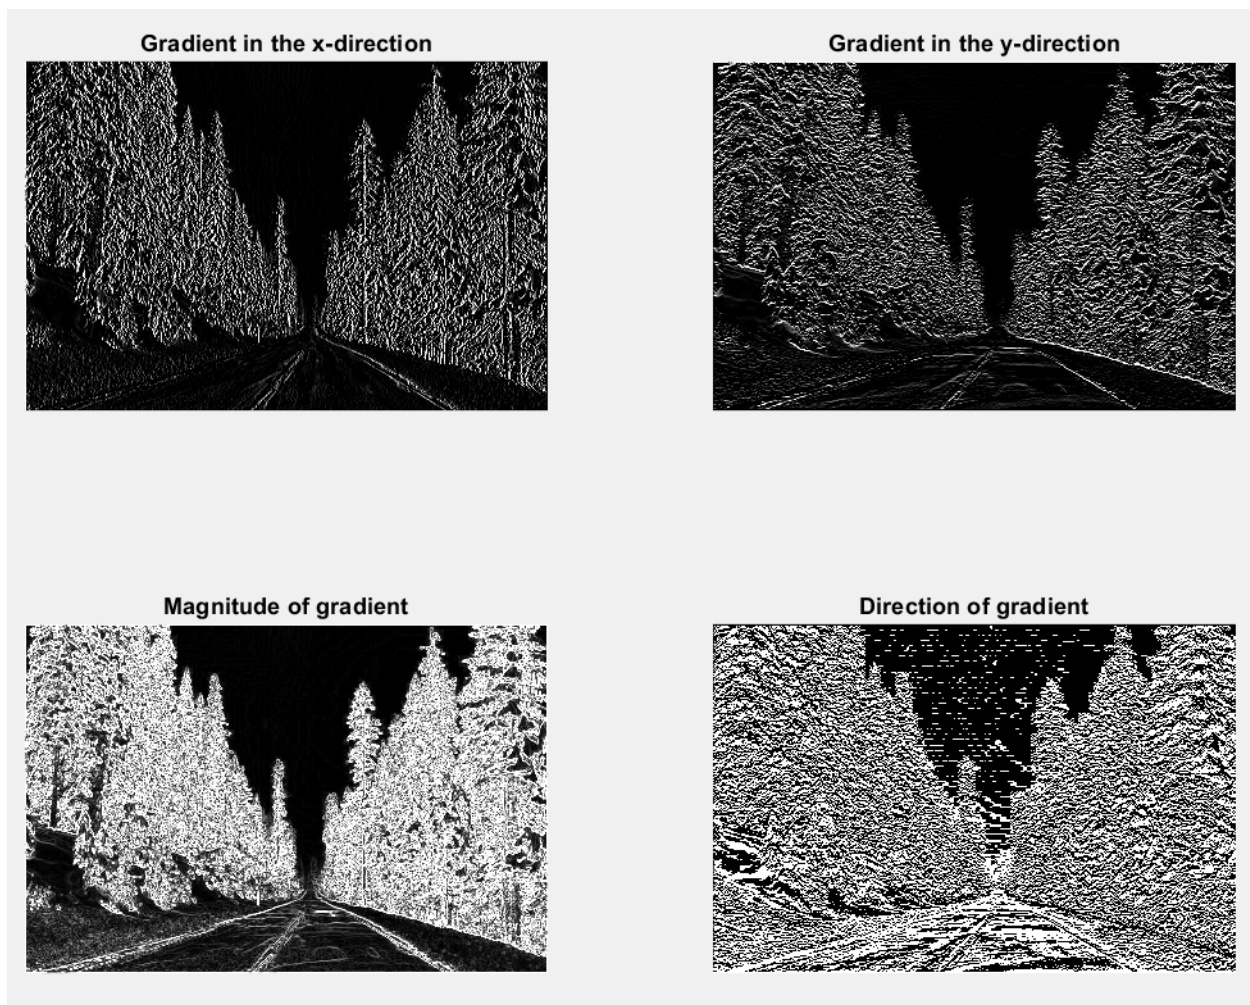 Gradient in the x-direction
Gradient in the y-direction
Magnitude of gradient
Direction of gradient